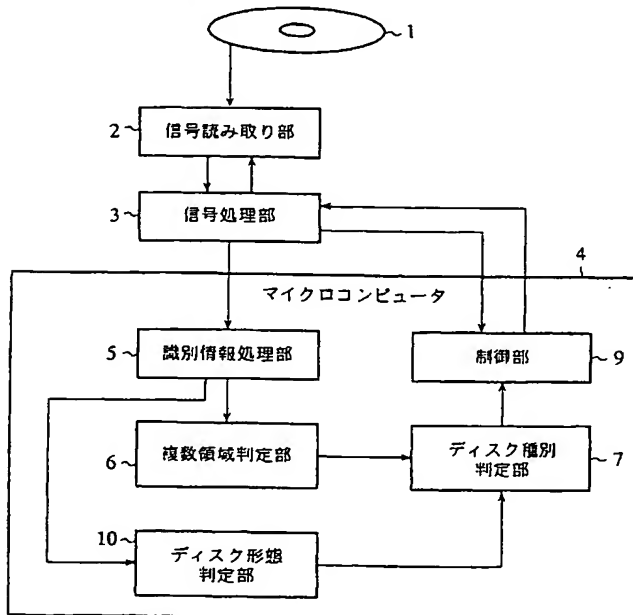 1
2
信号読み取り部
3
信号処理部
4
マイクロコンピュータ
5
識別情報処理部
制御部
9
6
複数領域判定部
ディスク種別
判定部
7
10
ディスク形態
判定部